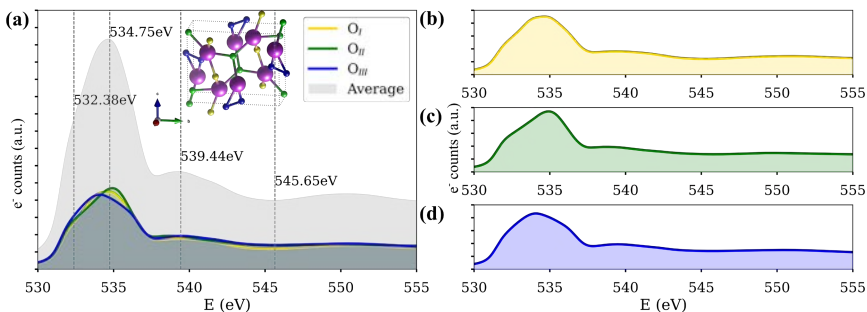 (a)
534.75eV
532.38eV
539.44eV
545.65eV
O_I
O_II
O_III
Average
e⁻ counts (a.u.)
530 535 540 545 550 555
E (eV)
(b)
530 535 540 545 550 555
(c)
e⁻ counts (a.u.)
530 535 540 545 550 555
(d)
530 535 540 545 550 555
E (eV)